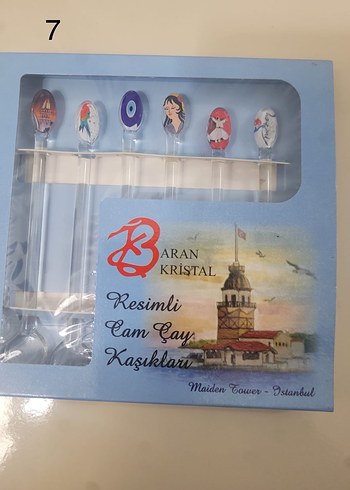 7
BARAN
KRİSTAL
Resimli
Cam Çay
Kaşıkları
Maiden Tower - Istanbul